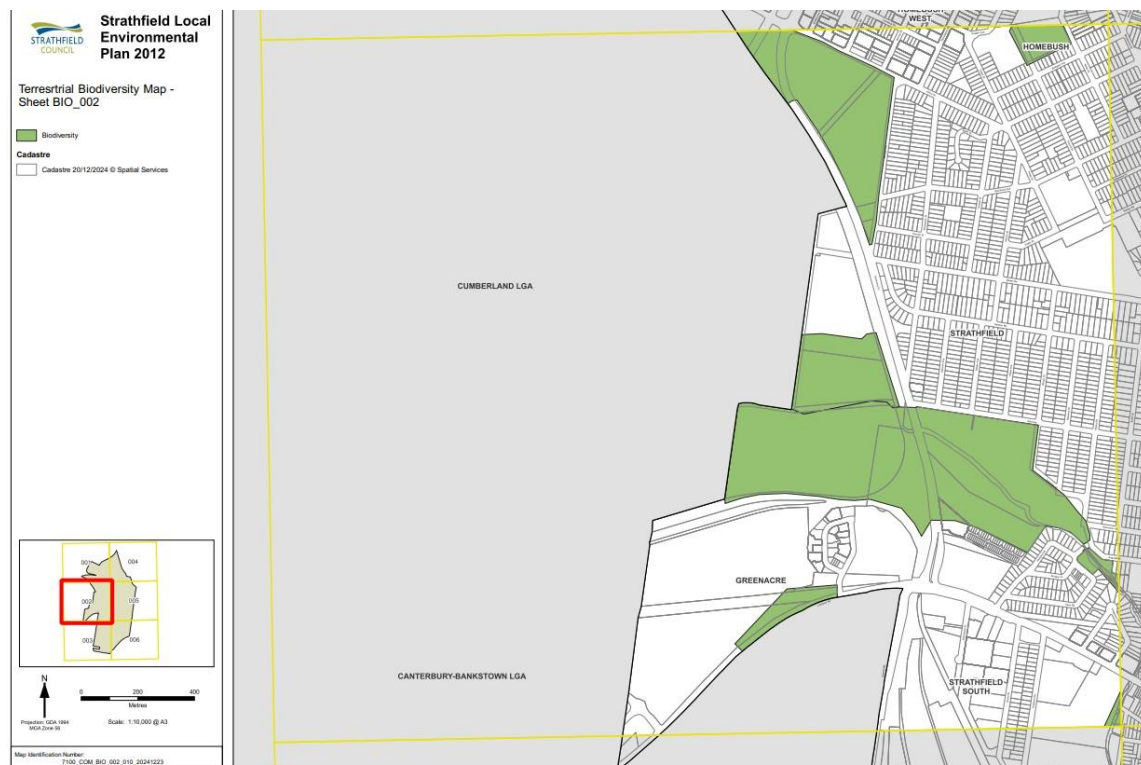 STRATHFIELD
COUNCIL
Strathfield Local
Environmental
Plan 2012
Terresrtrial Biodiversity Map -
Sheet BIO_002
Biodiversity
Cadastre
Cadastre 20/12/2024 © Spatial Services
001
004
002
005
003
006
N
0 200 400
Metres
Projection: GDA 1994
MGA Zone 56
Scale: 1:10,000 @ A3
Map Identification Number:
7100_COM_BIO_002_010_20241223
HOMEBUSH
WEST
HOMEBUSH
CUMBERLAND LGA
STRATHFIELD
GREENACRE
CANTERBURY-BANKSTOWN LGA
STRATHFIELD
SOUTH